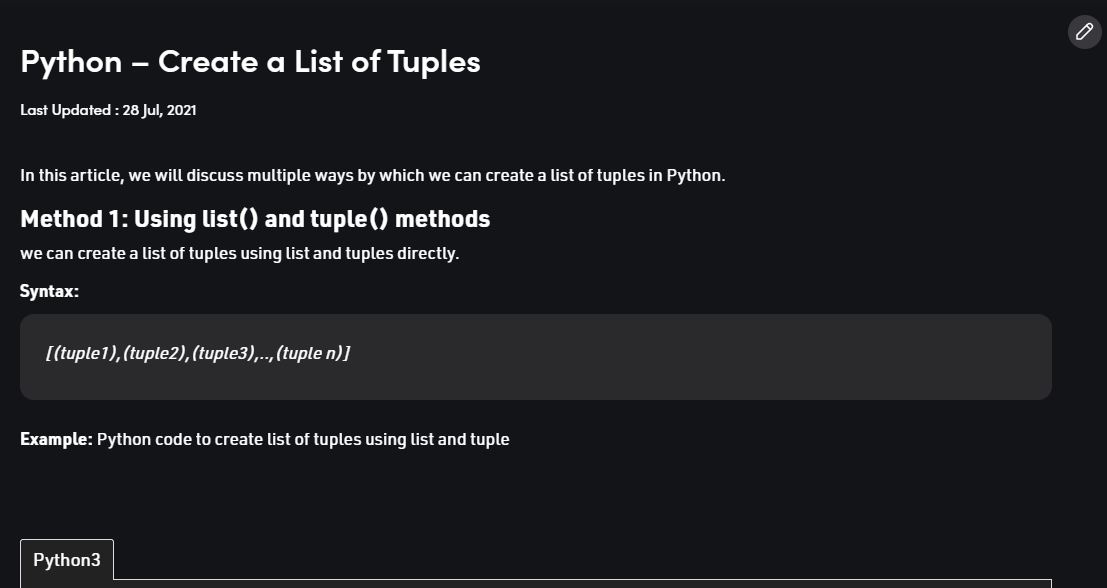 Python – Create a List of Tuples
Last Updated : 28 Jul, 2021
In this article, we will discuss multiple ways by which we can create a list of tuples in Python.
Method 1: Using list() and tuple() methods
we can create a list of tuples using list and tuples directly.
Syntax:
[(tuple1),(tuple2),(tuple3),..,(tuple n)]
Example: Python code to create list of tuples using list and tuple
Python3